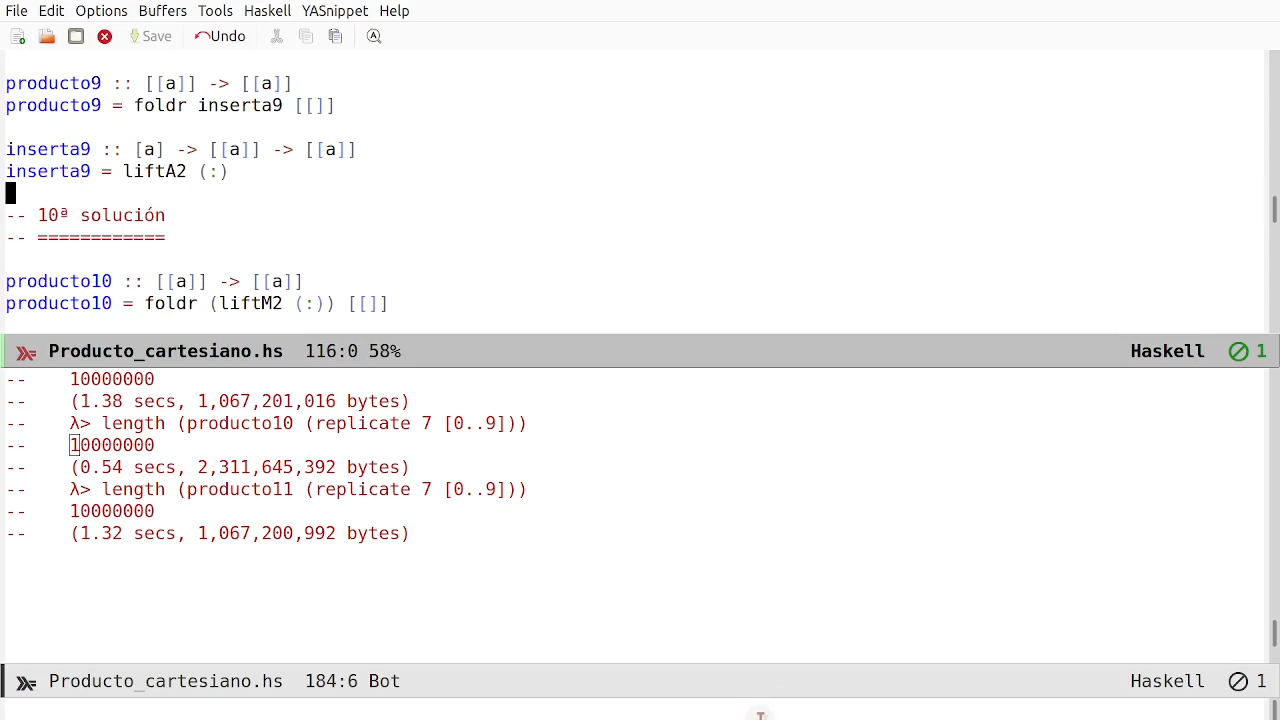 File Edit Options Buffers Tools Haskell YASnippet Help
Save Undo
producto9 :: [[a]] -> [[a]]
producto9 = foldr inserta9 [[]]
inserta9 :: [a] -> [[a]] -> [[a]]
inserta9 = liftA2 (:)
-- 10ª solución
-- ============
producto10 :: [[a]] -> [[a]]
producto10 = foldr (liftM2 (:)) [[]]
Producto_cartesiano.hs 116:0 58% Haskell 1
-- 10000000
-- (1.38 secs, 1,067,201,016 bytes)
-- λ> length (producto10 (replicate 7 [0..9]))
-- 10000000
-- (0.54 secs, 2,311,645,392 bytes)
-- λ> length (producto11 (replicate 7 [0..9]))
-- 10000000
-- (1.32 secs, 1,067,200,992 bytes)
Producto_cartesiano.hs 184:6 Bot Haskell 1